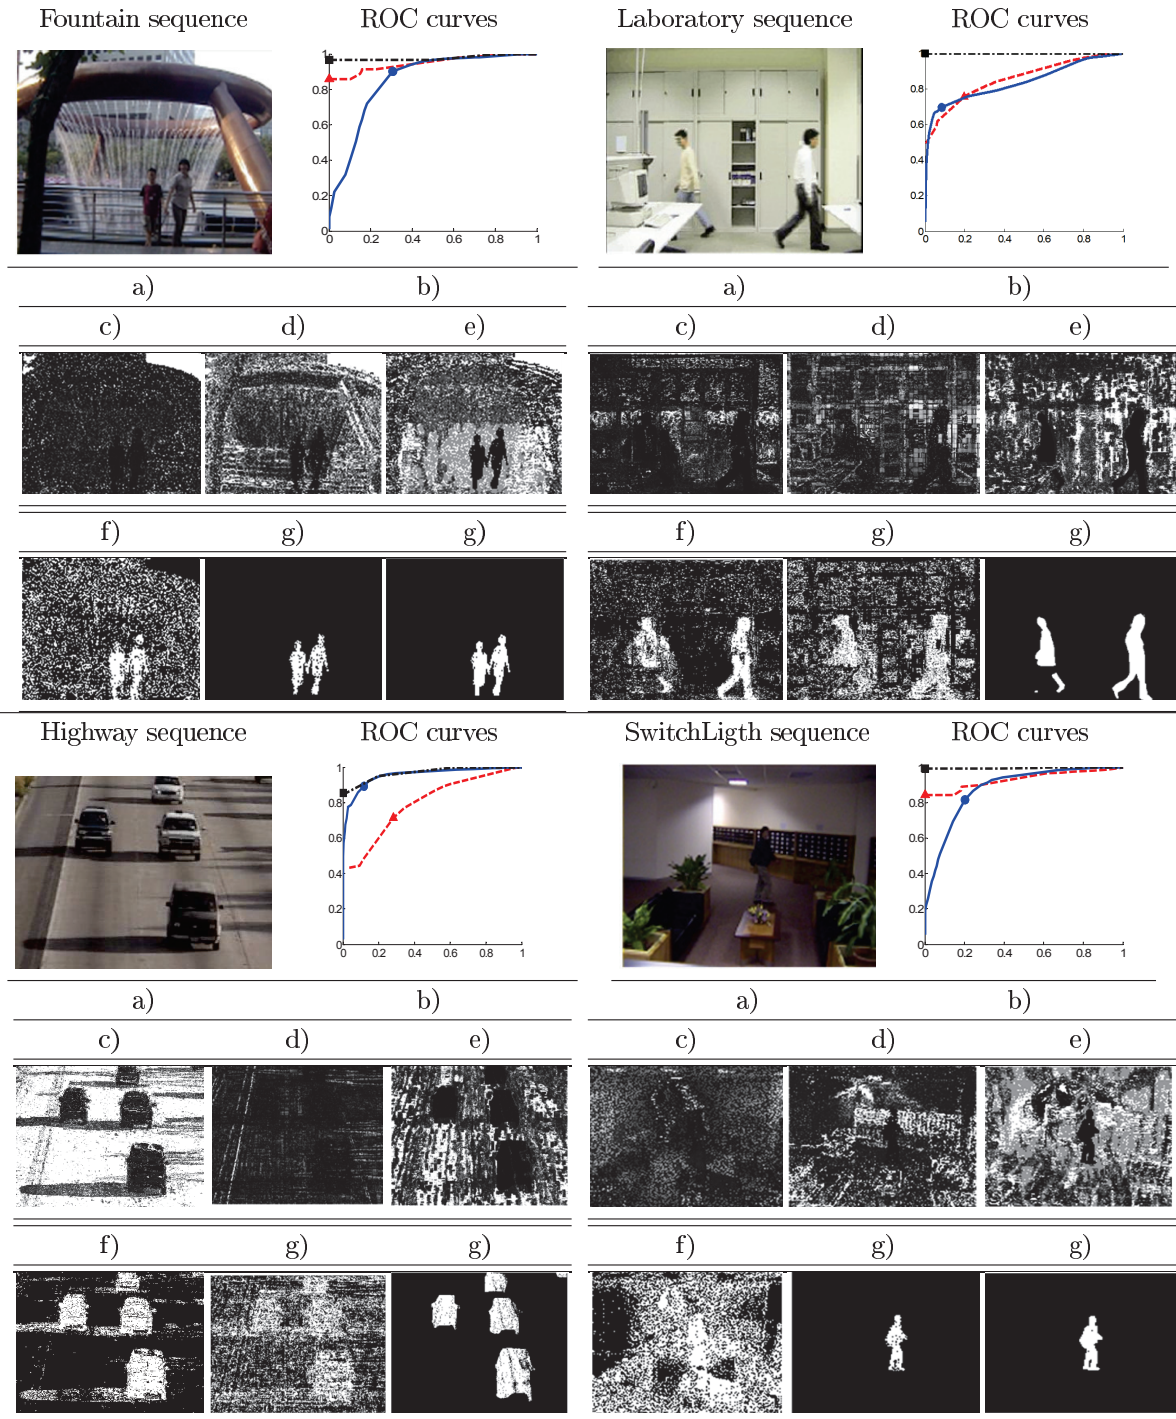 Fountain sequence ROC curves
1
0.8
0.6
0.4
0.2
0
0 0.2 0.4 0.6 0.8 1
a) b)
c) d) e)
f) g) g)
Laboratory sequence ROC curves
1
0.8
0.6
0.4
0.2
0
0 0.2 0.4 0.6 0.8 1
a) b)
c) d) e)
f) g) g)
Highway sequence ROC curves
1
0.8
0.6
0.4
0.2
0
0 0.2 0.4 0.6 0.8 1
a) b)
c) d) e)
f) g) g)
SwitchLigth sequence ROC curves
1
0.8
0.6
0.4
0.2
0
0 0.2 0.4 0.6 0.8 1
a) b)
c) d) e)
f) g) g)